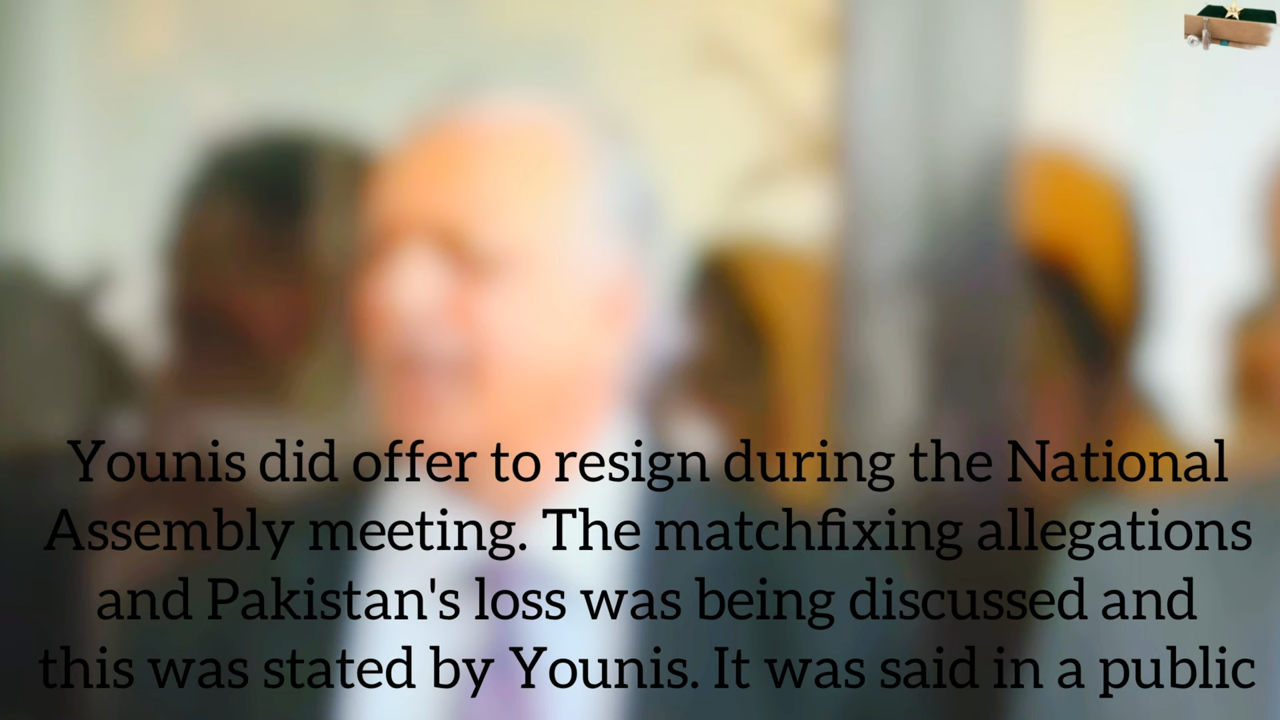 Younis did offer to resign during the National
Assembly meeting. The matchfixing allegations
and Pakistan's loss was being discussed and
this was stated by Younis. It was said in a public